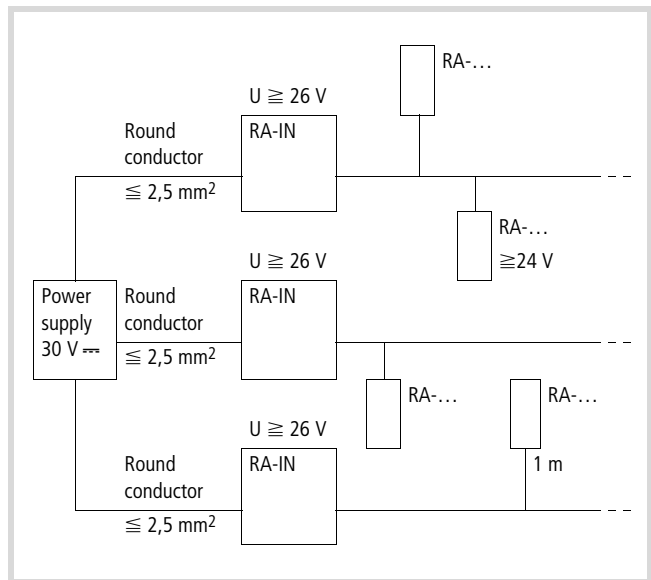 RA-…
U ≧ 26 V
Round
conductor
≦ 2,5 mm²
RA-IN
RA-…
≧24 V
Power
supply
30 V ⎓
U ≧ 26 V
Round
conductor
≦ 2,5 mm²
RA-IN
RA-…
RA-…
1 m
U ≧ 26 V
Round
conductor
≦ 2,5 mm²
RA-IN